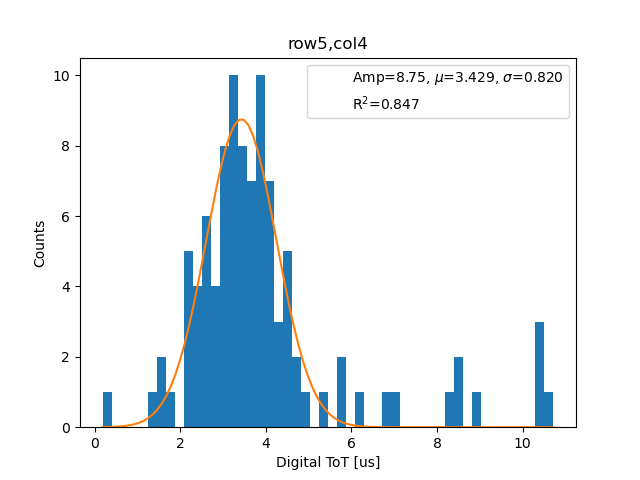 row5,col4
Amp=8.75, μ=3.429, σ=0.820
R²=0.847
Counts
10
8
6
4
2
0
0 2 4 6 8 10
Digital ToT [us]